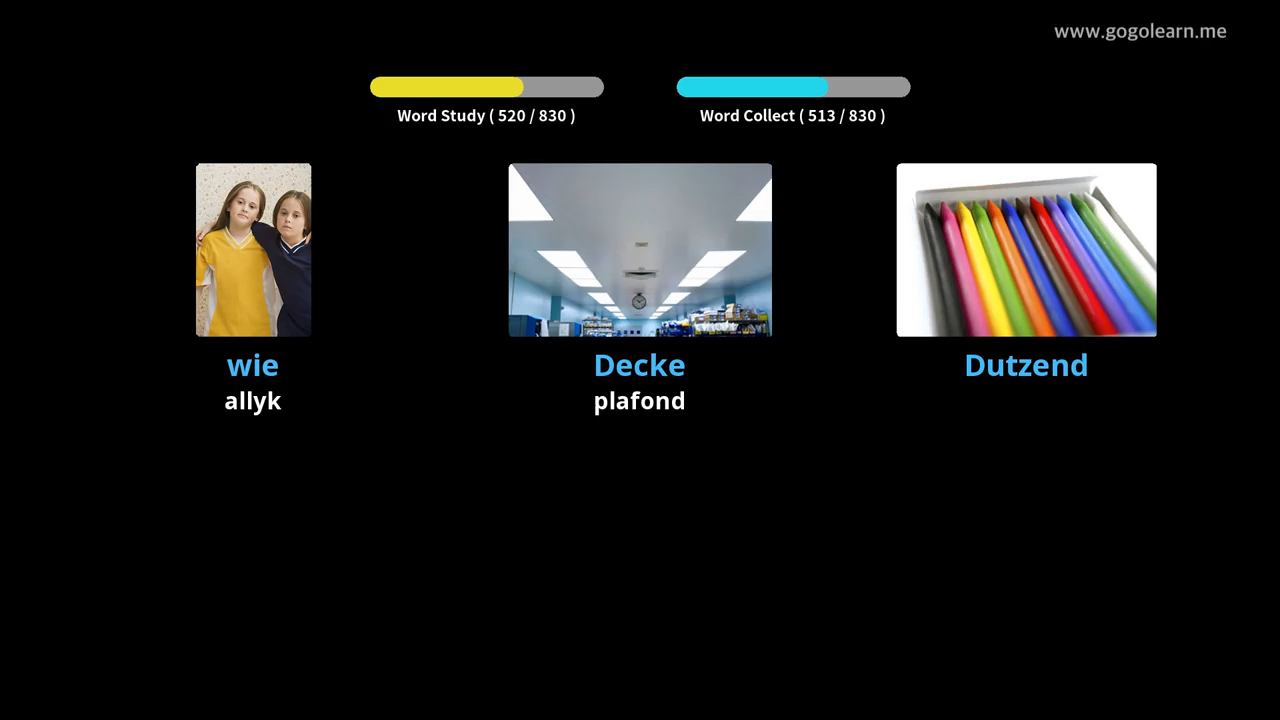 www.gogolearn.me
Word Study ( 520 / 830 )
Word Collect ( 513 / 830 )
wie
allyk
Decke
plafond
Dutzend